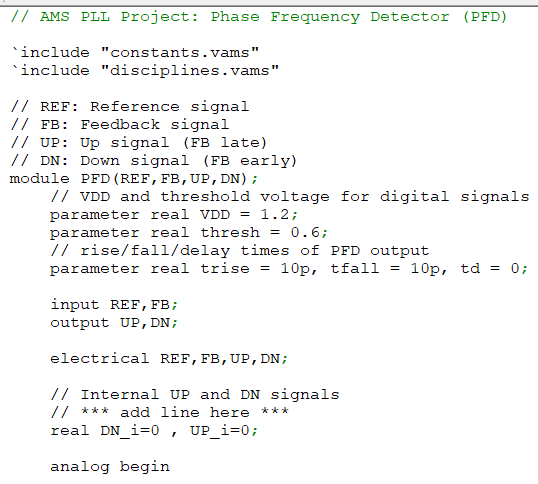 // AMS PLL Project: Phase Frequency Detector (PFD)
`include "constants.vams"
`include "disciplines.vams"
// REF: Reference signal
// FB: Feedback signal
// UP: Up signal (FB late)
// DN: Down signal (FB early)
module PFD(REF,FB,UP,DN);
// VDD and threshold voltage for digital signals
parameter real VDD = 1.2;
parameter real thresh = 0.6;
// rise/fall/delay times of PFD output
parameter real trise = 10p, tfall = 10p, td = 0;
input REF,FB;
output UP,DN;
electrical REF,FB,UP,DN;
// Internal UP and DN signals
// *** add line here ***
real DN_i=0 , UP_i=0;
analog begin